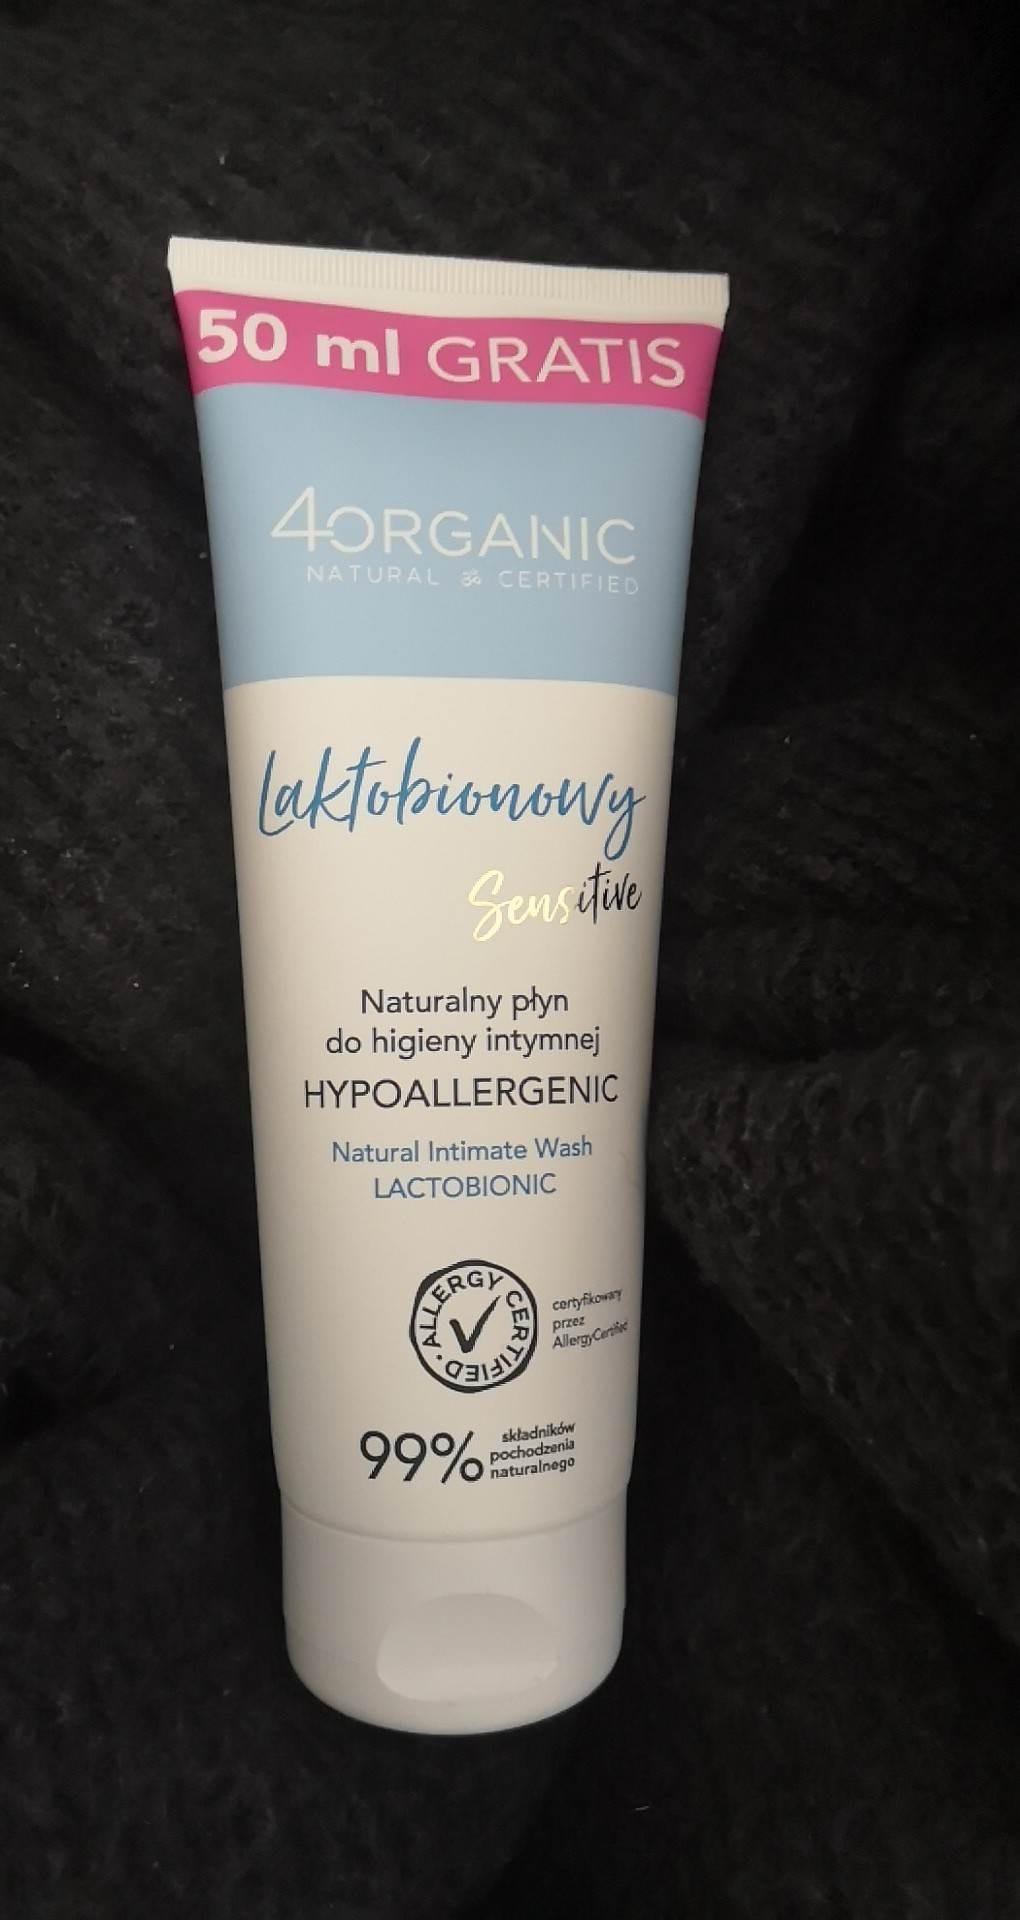 50 ml GRATIS
4ORGANIC
NATURAL ॐ CERTIFIED
Laktobionowy
Sensitive
Naturalny płyn
do higieny intymnej
HYPOALLERGENIC
Natural Intimate Wash
LACTOBIONIC
ALLERGY CERTIFIED
certyfikowany
przez
AllergyCertified
99% składników
pochodzenia
naturalnego